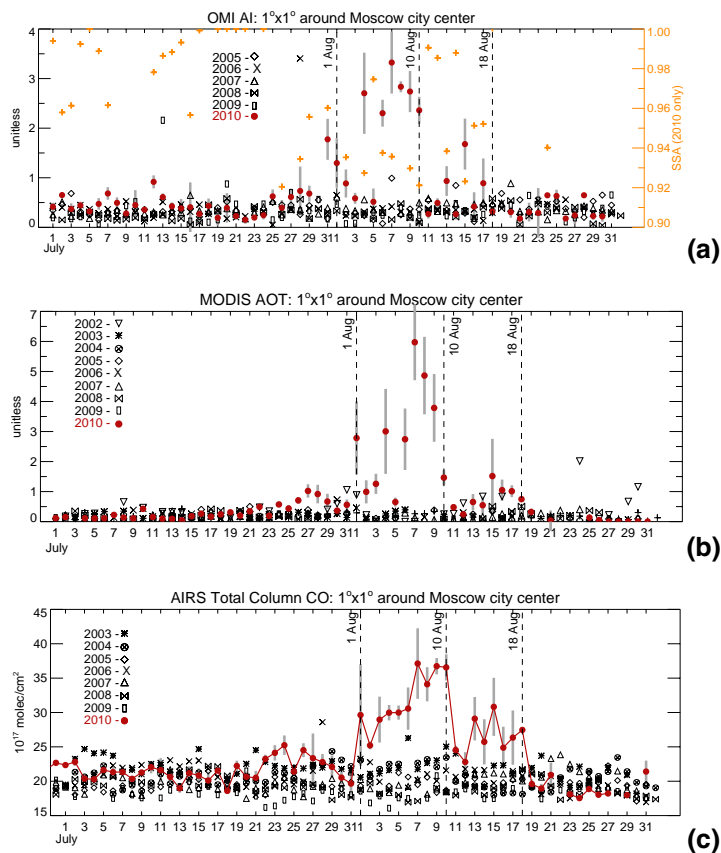 OMI AI: 1°x1° around Moscow city center
4
3
2
1
0
unitless
2005 -
2006 -
2007 -
2008 -
2009 -
2010 -
1 Aug
10 Aug
18 Aug
1.00
0.98
0.96
0.94
0.92
0.90
SSA (2010 only)
1 3 5 7 9 11 13 15 17 19 21 23 25 27 29 31 3 5 7 9 11 13 15 17 19 21 23 25 27 29 31
July
(a)
MODIS AOT: 1°x1° around Moscow city center
7
6
5
4
3
2
1
0
unitless
2002 -
2003 -
2004 -
2005 -
2006 -
2007 -
2008 -
2009 -
2010 -
1 Aug
10 Aug
18 Aug
1 3 5 7 9 11 13 15 17 19 21 23 25 27 29 31 3 5 7 9 11 13 15 17 19 21 23 25 27 29 31
July
(b)
AIRS Total Column CO: 1°x1° around Moscow city center
45
40
35
30
25
20
15
10¹⁷ molec/cm²
2003 -
2004 -
2005 -
2006 -
2007 -
2008 -
2009 -
2010 -
1 Aug
10 Aug
18 Aug
1 3 5 7 9 11 13 15 17 19 21 23 25 27 29 31 1 3 5 7 9 11 13 15 17 19 21 23 25 27 29 31
July
(c)